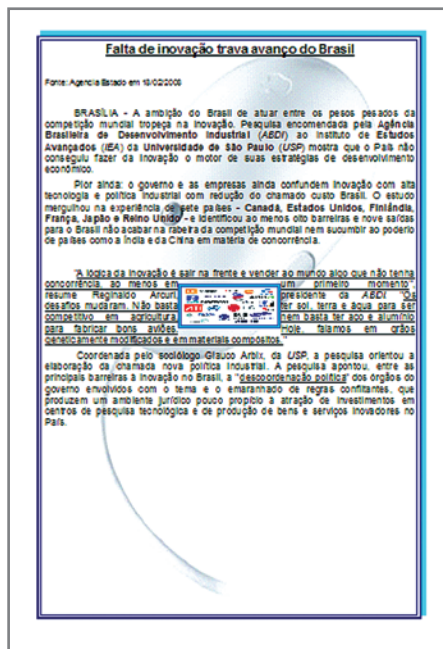 Falta de inovação trava avanço do Brasil
Fonte: Agencia Estado em 18/02/2008
BRASÍLIA - A ambição do Brasil de atuar entre os pesos pesados da
competição mundial tropeça na inovação. Pesquisa encomendada pela Agência
Brasileira de Desenvolvimento Industrial (ABDI) ao Instituto de Estudos
Avançados (IEA) da Universidade de São Paulo (USP) mostra que o País não
conseguiu fazer da inovação o motor de suas estratégias de desenvolvimento
econômico.
Pior ainda: o governo e as empresas ainda confundem inovação com alta
tecnologia e política industrial com redução do chamado custo Brasil. O estudo
mergulhou na experiência de sete países - Canadá, Estados Unidos, Finlândia,
França, Japão e Reino Unido - e identificou ao menos oito barreiras e nove saídas
para o Brasil não acabar na rabeira da competição mundial nem sucumbir ao poderio
de países como a Índia e da China em matéria de concorrência.
"A lógica da inovação é sair na frente e vender ao mundo algo que não tenha
concorrência, ao menos em um primeiro momento",
resume Reginaldo Arcuri, presidente da ABDI "Os
desafios mudaram. Não basta ter sol, terra e água para ser
competitivo em agricultura, nem basta ter aço e alumínio
para fabricar bons aviões. Hoje, falamos em grãos
geneticamente modificados e em materiais compósitos."
Coordenada pelo sociólogo Glauco Arbix, da USP, a pesquisa orientou a
elaboração da chamada nova política industrial. A pesquisa apontou, entre as
principais barreiras à inovação no Brasil, a "descoordenação política" dos órgãos do
governo envolvidos com o tema e o emaranhado de regras conflitantes, que
produzem um ambiente jurídico pouco propício à atração de investimentos em
centros de pesquisa tecnológica e de produção de bens e serviços inovadores no
País.